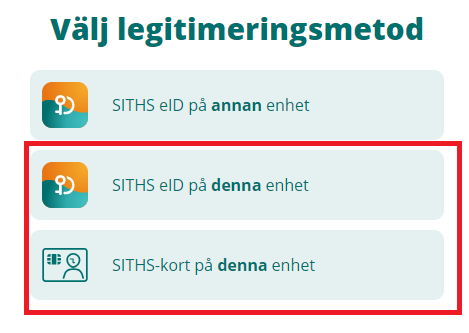 Välj legitimeringsmetod
SITHS eID på annan enhet
SITHS eID på denna enhet
SITHS-kort på denna enhet